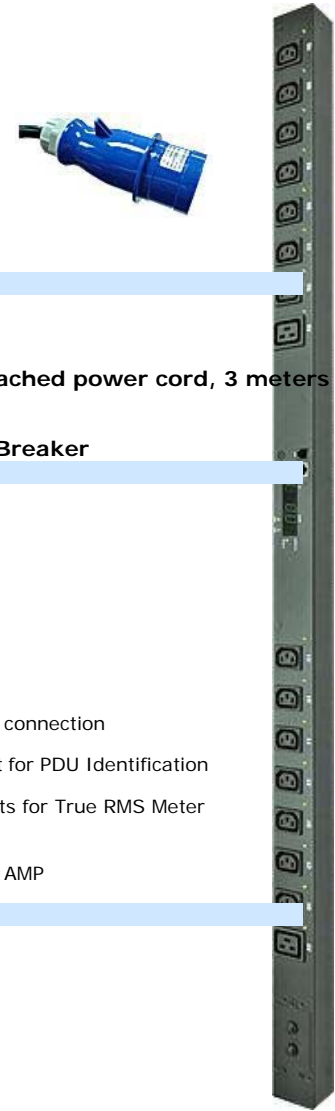 ached power cord, 3 meters
Breaker
connection
t for PDU Identification
ts for True RMS Meter
AMP